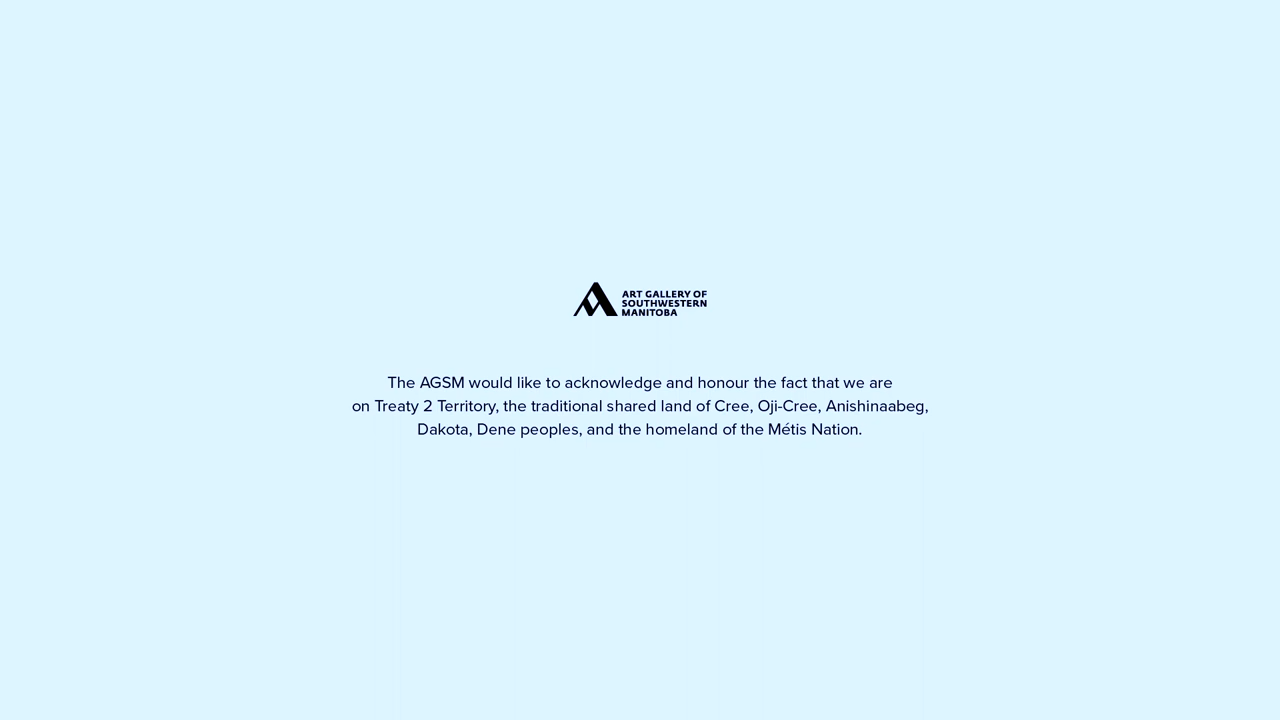 ART GALLERY OF
SOUTHWESTERN
MANITOBA
The AGSM would like to acknowledge and honour the fact that we are
on Treaty 2 Territory, the traditional shared land of Cree, Oji-Cree, Anishinaabeg,
Dakota, Dene peoples, and the homeland of the Métis Nation.